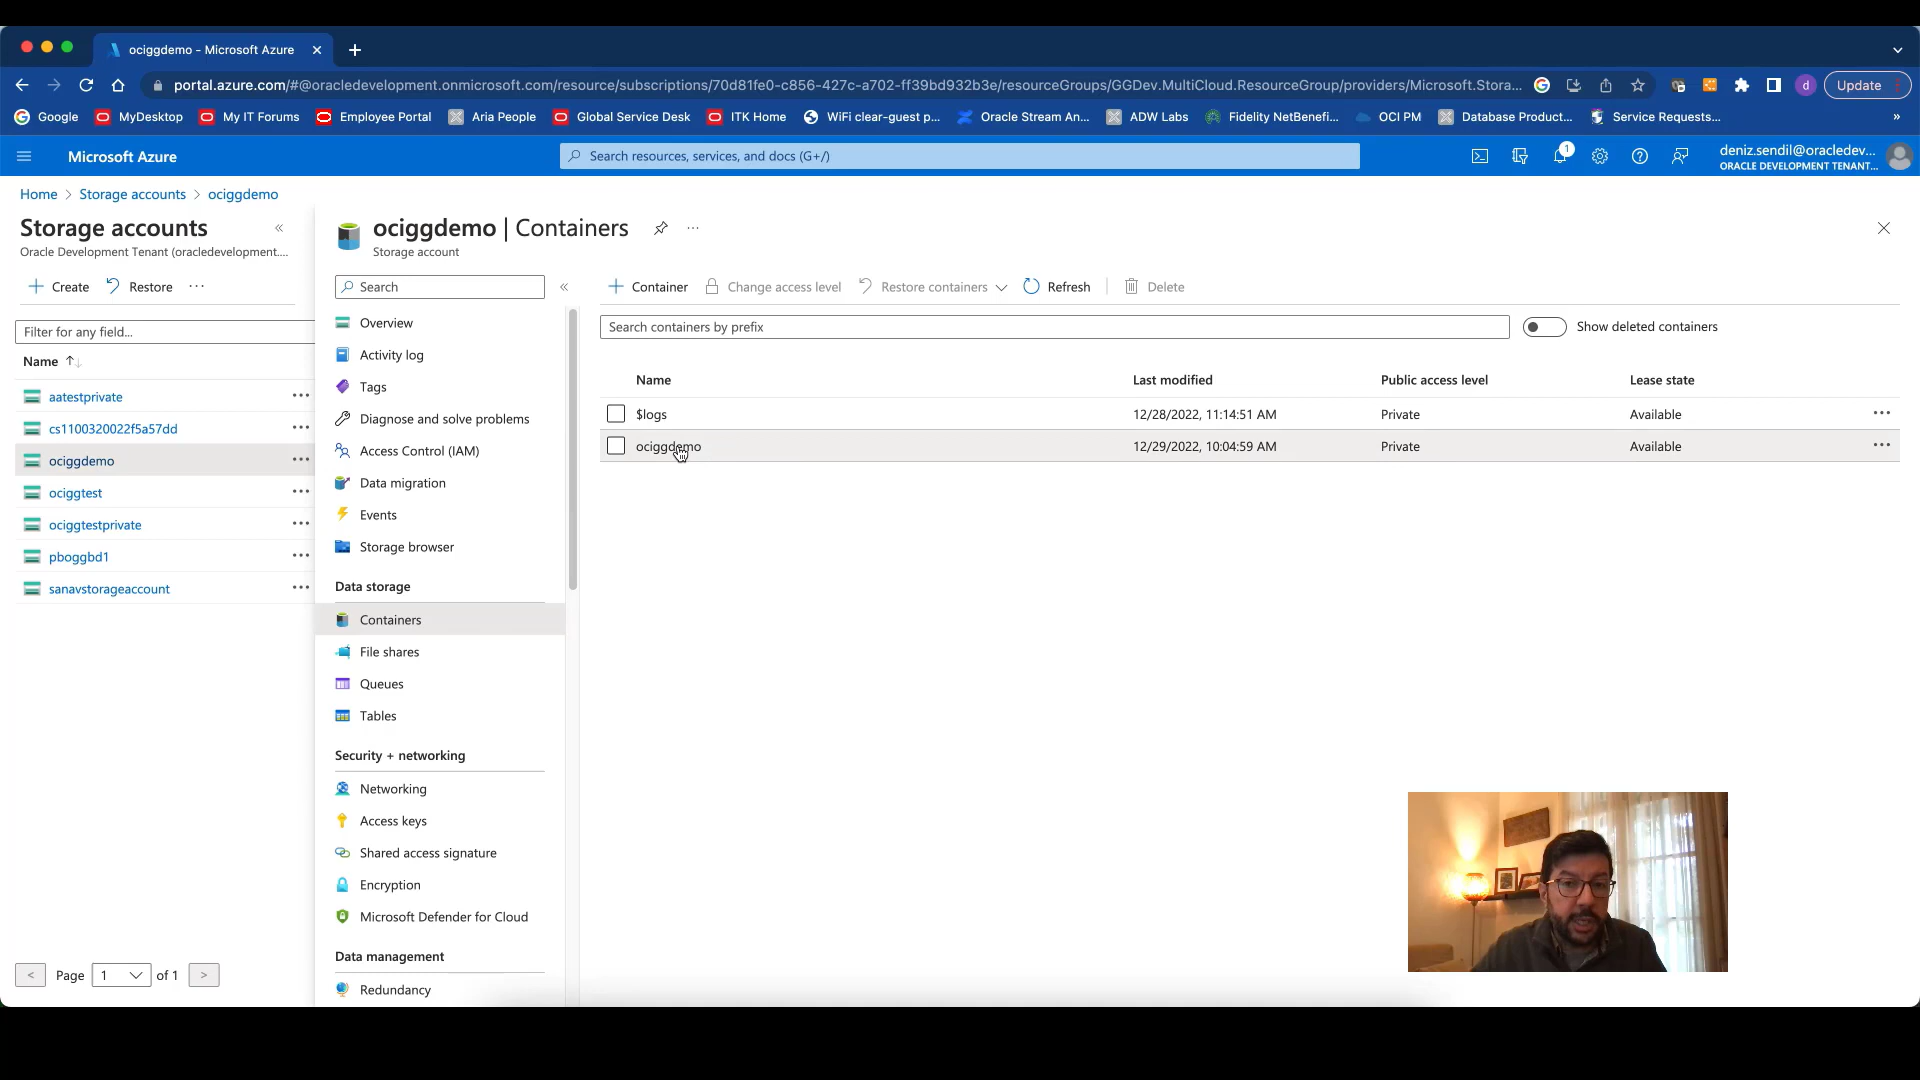 ociggdemo - Microsoft Azure
portal.azure.com/#@oracledevelopment.onmicrosoft.com/resource/subscriptions/70d81fe0-c856-427c-a702-ff39bd932b3e/resourceGroups/GGDev.MultiCloud.ResourceGroup/providers/Microsoft.Stora...
d
Update
Google
MyDesktop
My IT Forums
Employee Portal
Aria People
Global Service Desk
ITK Home
WiFi clear-guest p...
Oracle Stream An...
ADW Labs
Fidelity NetBenefi...
OCI PM
Database Product...
Service Requests...
»
Microsoft Azure
Search resources, services, and docs (G+/)
1
deniz.sendil@oracledev...
ORACLE DEVELOPMENT TENANT...
Home > Storage accounts > ociggdemo
Storage accounts
«
Oracle Development Tenant (oracledevelopment....
+ Create
Restore
...
Filter for any field...
Name ↑↓
aatestprivate
cs1100320022f5a57dd
ociggdemo
ociggtest
ociggtestprivate
pboggbd1
sanavstorageaccount
< Page 1 of 1 >
ociggdemo | Containers
...
Storage account
Search
«
Overview
Activity log
Tags
Diagnose and solve problems
Access Control (IAM)
Data migration
Events
Storage browser
Data storage
Containers
File shares
Queues
Tables
Security + networking
Networking
Access keys
Shared access signature
Encryption
Microsoft Defender for Cloud
Data management
Redundancy
+ Container
Change access level
Restore containers
Refresh
Delete
Search containers by prefix
Show deleted containers
Name Last modified Public access level Lease state
$logs 12/28/2022, 11:14:51 AM Private Available ...
ociggdemo 12/29/2022, 10:04:59 AM Private Available ...